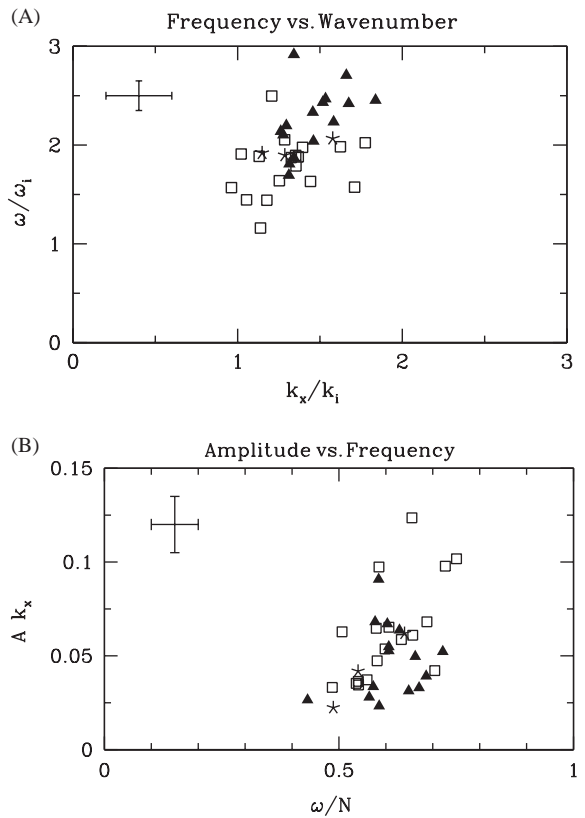 (A)
Frequency vs. Wavenumber
3
2
1
0
ω/ωᵢ
0
1
2
3
kₓ/kᵢ
(B)
Amplitude vs. Frequency
0.15
0.1
0.05
0
A kₓ
0
0.5
1
ω/N